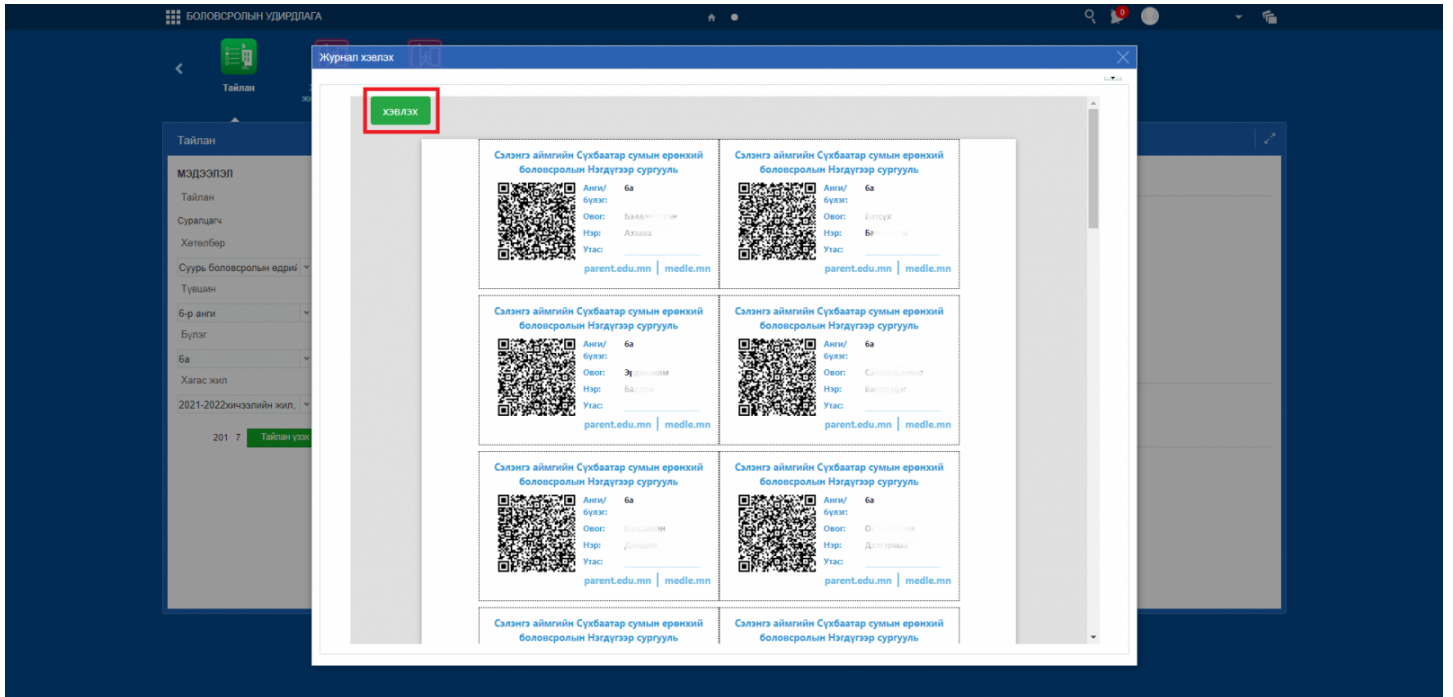 БОЛОВСРОЛЫН УДИРДЛАГА
0
Тайлан
Журнал хэвлэх
хэвлэх
Тайлан
МЭДЭЭЛЭЛ
Тайлан
Суралцагч
Хөтөлбөр
Суурь боловсролын өдрий
Түвшин
6-р анги
Бүлэг
6а
Хагас жил
2021-2022хичээлийн жил,
201 7 Тайлан үзэх
Сэлэнгэ аймгийн Сүхбаатар сумын ерөнхий
боловсролын Нэгдүгээр сургууль
Анги/ 6а
бүлэг:
Овог:
Нэр:
Утас:
parent.edu.mn | medle.mn
Сэлэнгэ аймгийн Сүхбаатар сумын ерөнхий
боловсролын Нэгдүгээр сургууль
Анги/ 6а
бүлэг:
Овог:
Нэр:
Утас:
parent.edu.mn | medle.mn
Сэлэнгэ аймгийн Сүхбаатар сумын ерөнхий
боловсролын Нэгдүгээр сургууль
Анги/ 6а
бүлэг:
Овог:
Нэр:
Утас:
parent.edu.mn | medle.mn
Сэлэнгэ аймгийн Сүхбаатар сумын ерөнхий
боловсролын Нэгдүгээр сургууль
Анги/ 6а
бүлэг:
Овог:
Нэр:
Утас:
parent.edu.mn | medle.mn
Сэлэнгэ аймгийн Сүхбаатар сумын ерөнхий
боловсролын Нэгдүгээр сургууль
Анги/ 6а
бүлэг:
Овог:
Нэр:
Утас:
parent.edu.mn | medle.mn
Сэлэнгэ аймгийн Сүхбаатар сумын ерөнхий
боловсролын Нэгдүгээр сургууль
Анги/ 6а
бүлэг:
Овог:
Нэр:
Утас:
parent.edu.mn | medle.mn
Сэлэнгэ аймгийн Сүхбаатар сумын ерөнхий
боловсролын Нэгдүгээр сургууль
Сэлэнгэ аймгийн Сүхбаатар сумын ерөнхий
боловсролын Нэгдүгээр сургууль